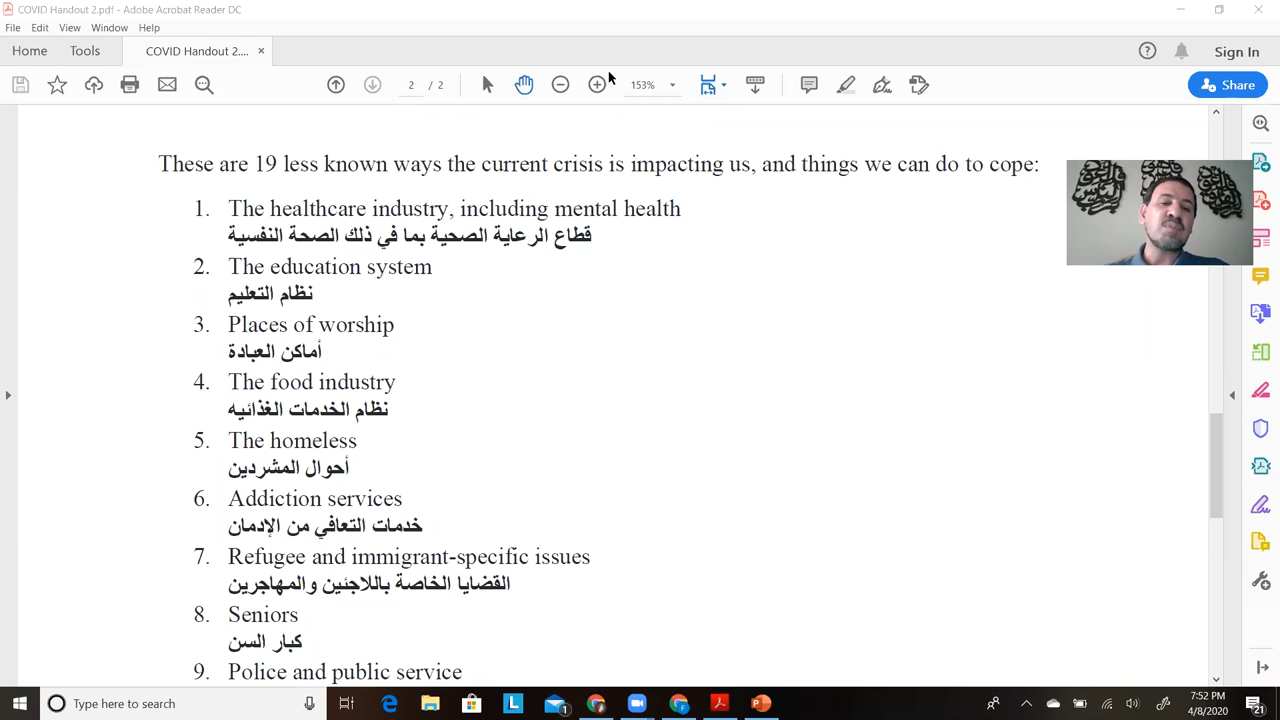 COVID Handout 2.pdf - Adobe Acrobat Reader DC
File Edit View Window Help
Home Tools COVID Handout 2.... × Sign In
2 / 2 153% Share
These are 19 less known ways the current crisis is impacting us, and things we can do to cope:
1. The healthcare industry, including mental health
قطاع الرعاية الصحية بما في ذلك الصحة النفسية
2. The education system
نظام التعليم
3. Places of worship
أماكن العبادة
4. The food industry
نظام الخدمات الغذائيه
5. The homeless
أحوال المشردين
6. Addiction services
خدمات التعافي من الإدمان
7. Refugee and immigrant-specific issues
القضايا الخاصة باللاجئين والمهاجرين
8. Seniors
كبار السن
9. Police and public service
Type here to search
1
L
7:52 PM
4/8/2020
21